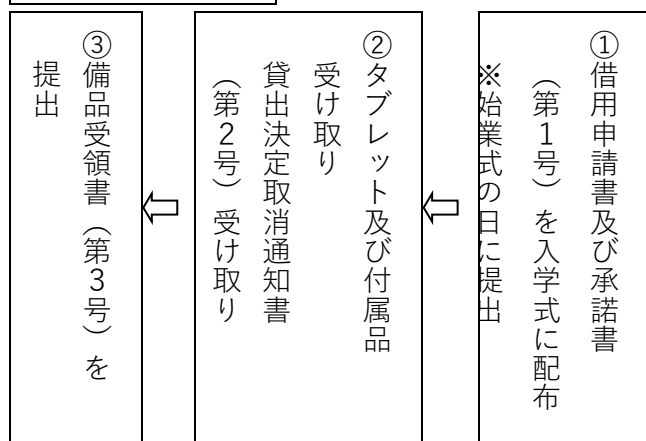 ①借用申請書及び承諾書
（第1号）を入学式に配布
※始業式の日に提出
②タブレット及び付属品
受け取り
貸出決定取消通知書
（第2号）受け取り
③備品受領書（第3号）を
提出